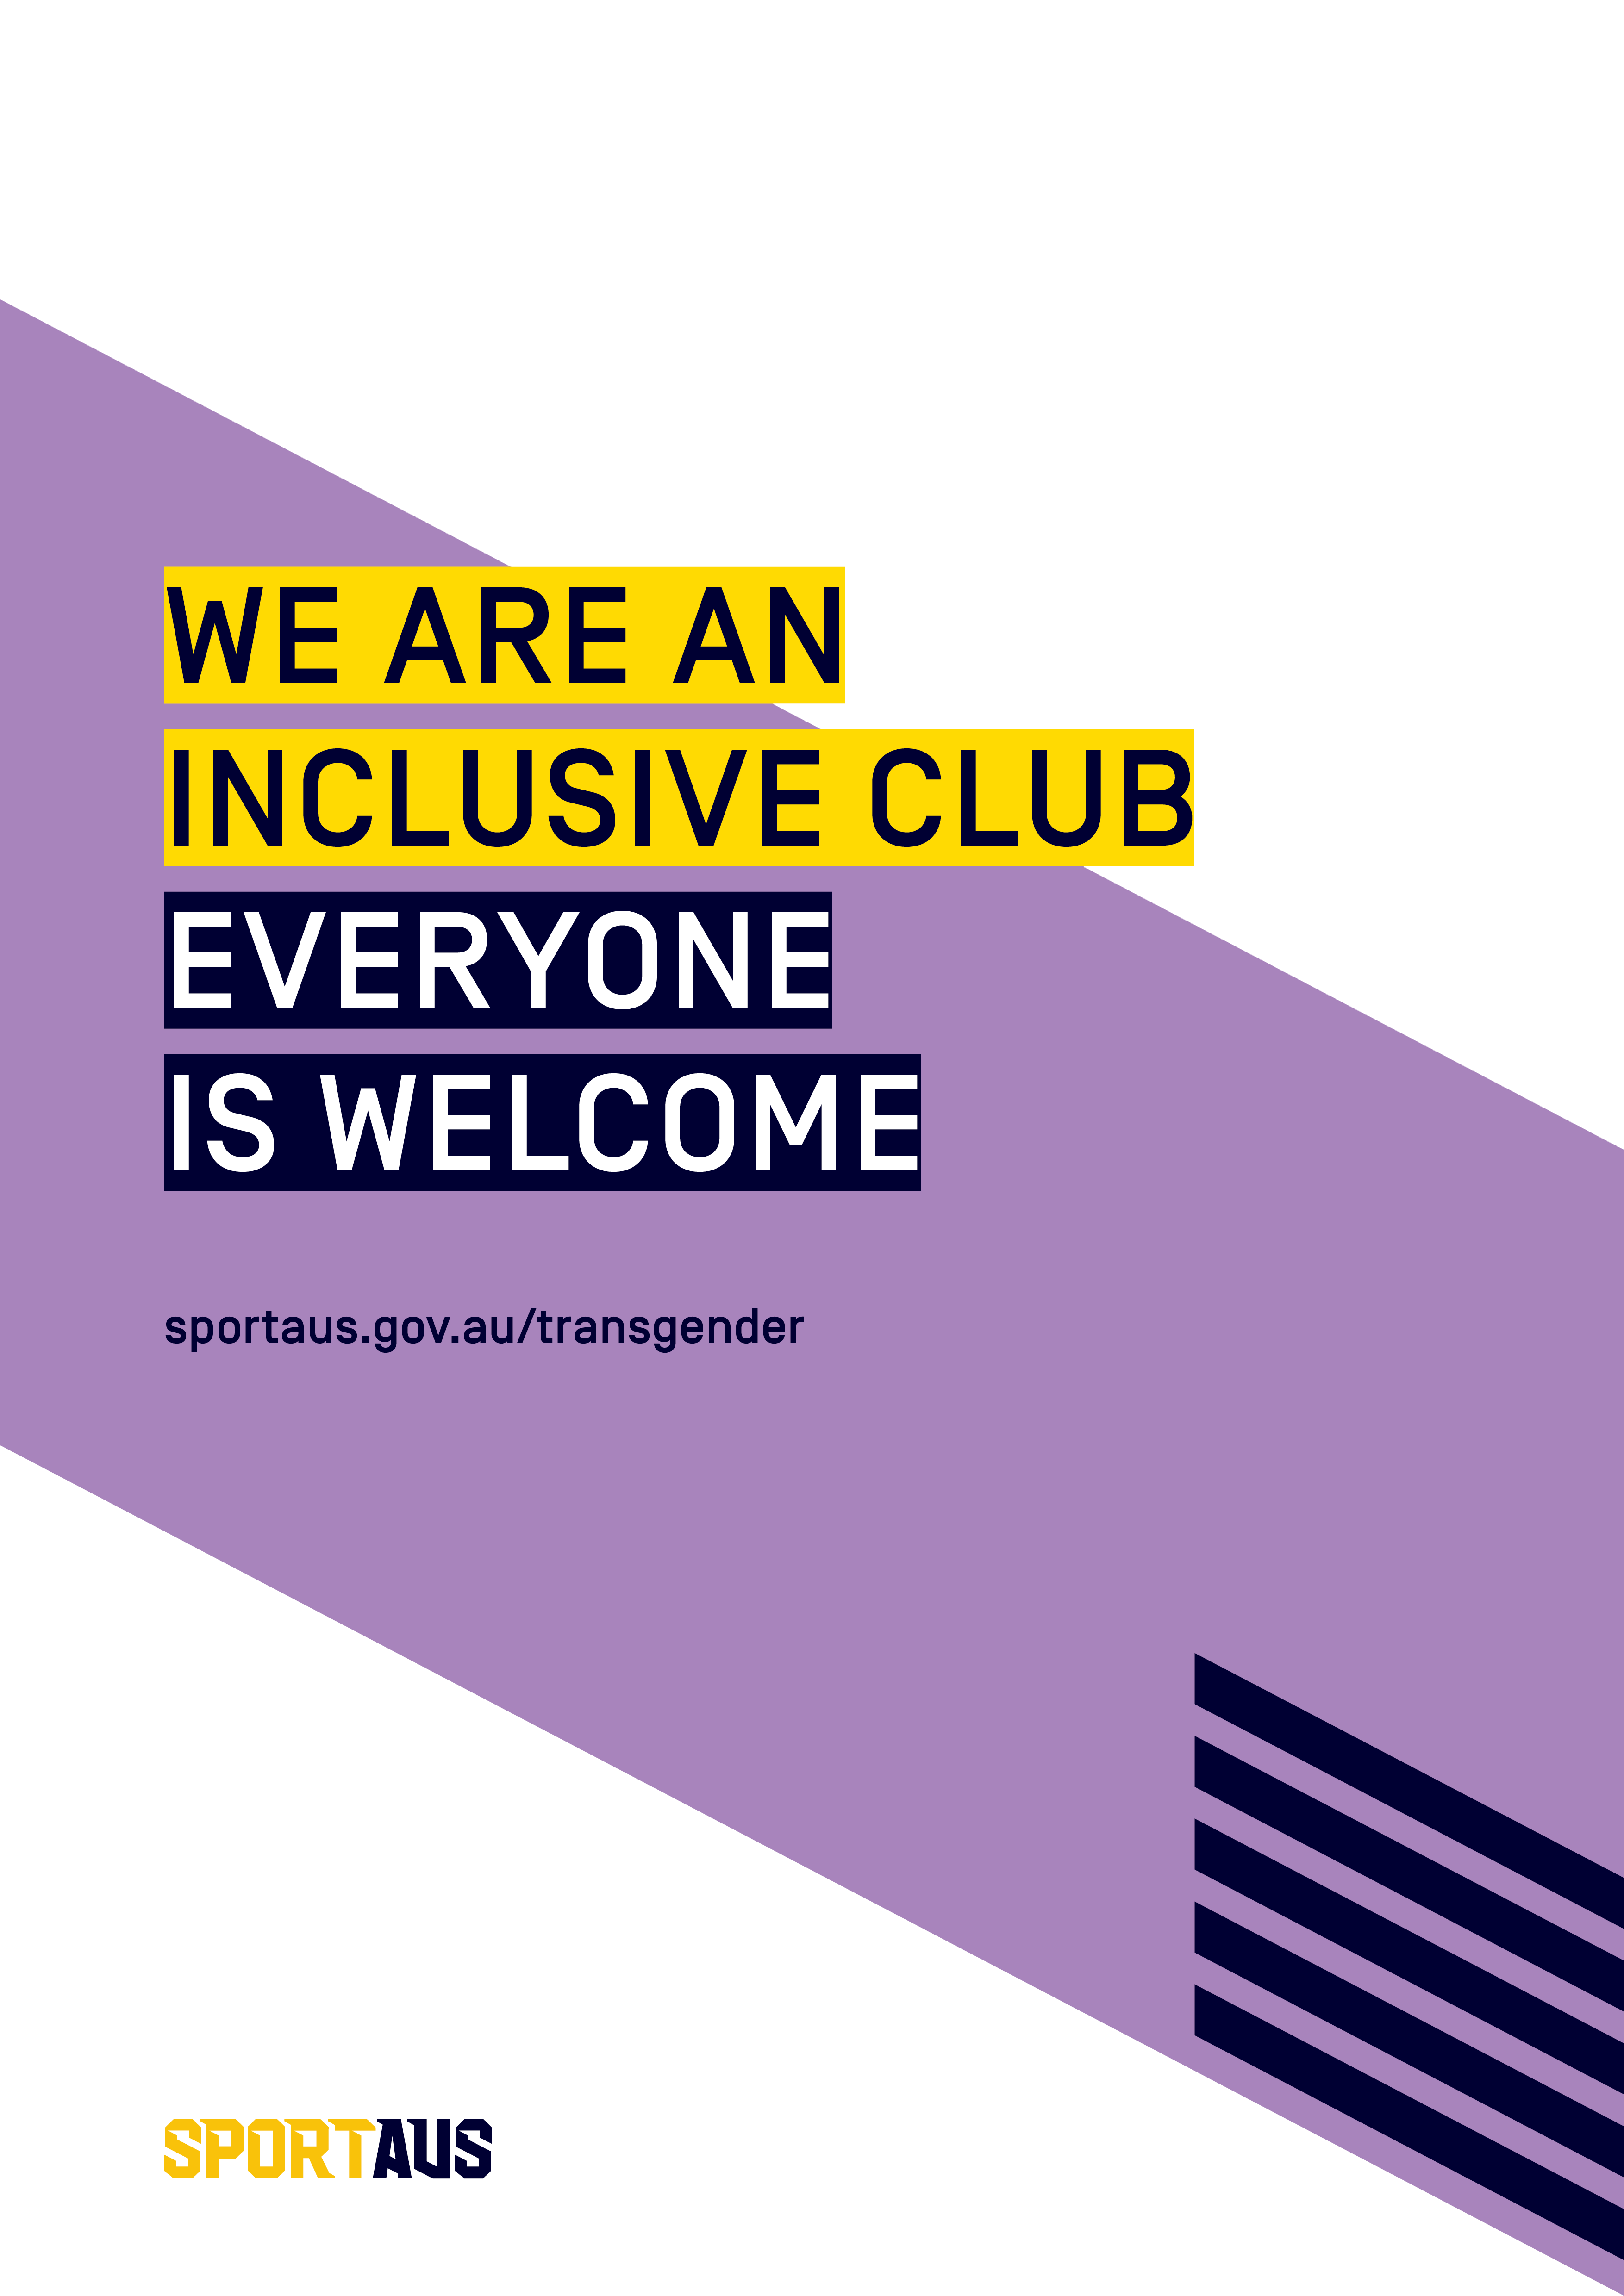 WE ARE AN
INCLUSIVE CLUB
EVERYONE
IS WELCOME
sportaus.gov.au/transgender
SPORTAUS